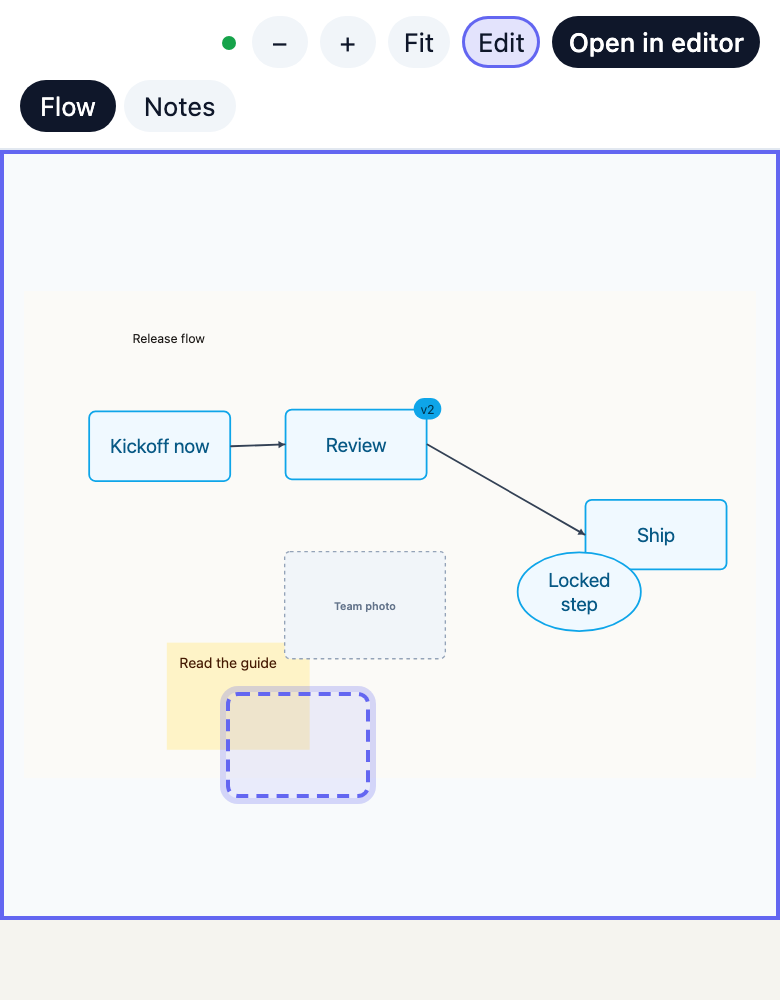 − + Fit Edit Open in editor
Flow Notes
Release flow
v2
Kickoff now
Review
Ship
Locked
step
Team photo
Read the guide